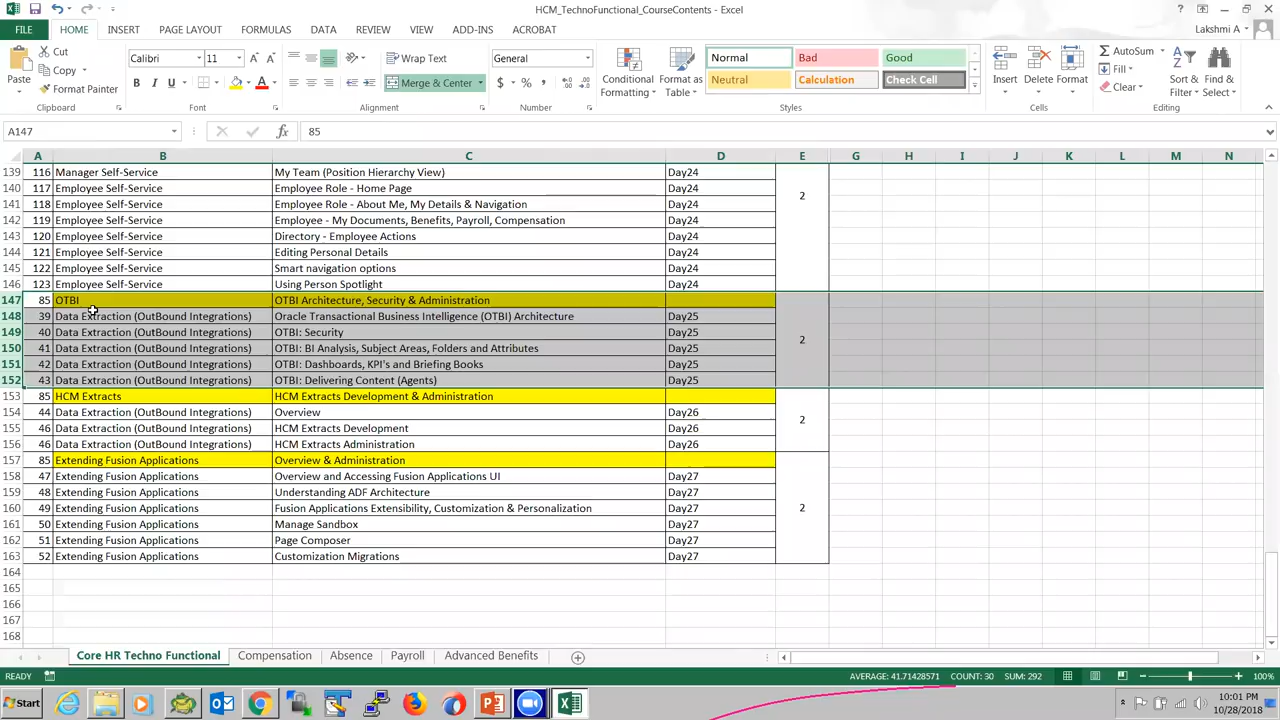 HCM_TechnoFunctional_CourseContents - Excel
FILE HOME INSERT PAGE LAYOUT FORMULAS DATA REVIEW VIEW ADD-INS ACROBAT Lakshmi A
Paste Cut Copy Format Painter Clipboard
Calibri 11 B I U Font
Wrap Text Merge & Center Alignment
General $ % , Number
Conditional Formatting Format as Table Normal Bad Good Neutral Calculation Check Cell Styles
Insert Delete Format Cells
AutoSum Fill Clear Sort & Filter Find & Select Editing
A147 fx 85
A B C D E G H I J K L M N
139 116 Manager Self-Service My Team (Position Hierarchy View) Day24
140 117 Employee Self-Service Employee Role - Home Page Day24 2
141 118 Employee Self-Service Employee Role - About Me, My Details & Navigation Day24
142 119 Employee Self-Service Employee - My Documents, Benefits, Payroll, Compensation Day24
143 120 Employee Self-Service Directory - Employee Actions Day24
144 121 Employee Self-Service Editing Personal Details Day24
145 122 Employee Self-Service Smart navigation options Day24
146 123 Employee Self-Service Using Person Spotlight Day24
147 85 OTBI OTBI Architecture, Security & Administration
148 39 Data Extraction (OutBound Integrations) Oracle Transactional Business Intelligence (OTBI) Architecture Day25
149 40 Data Extraction (OutBound Integrations) OTBI: Security Day25 2
150 41 Data Extraction (OutBound Integrations) OTBI: BI Analysis, Subject Areas, Folders and Attributes Day25
151 42 Data Extraction (OutBound Integrations) OTBI: Dashboards, KPI's and Briefing Books Day25
152 43 Data Extraction (OutBound Integrations) OTBI: Delivering Content (Agents) Day25
153 85 HCM Extracts HCM Extracts Development & Administration
154 44 Data Extraction (OutBound Integrations) Overview Day26 2
155 46 Data Extraction (OutBound Integrations) HCM Extracts Development Day26
156 46 Data Extraction (OutBound Integrations) HCM Extracts Administration Day26
157 85 Extending Fusion Applications Overview & Administration
158 47 Extending Fusion Applications Overview and Accessing Fusion Applications UI Day27
159 48 Extending Fusion Applications Understanding ADF Architecture Day27
160 49 Extending Fusion Applications Fusion Applications Extensibility, Customization & Personalization Day27 2
161 50 Extending Fusion Applications Manage Sandbox Day27
162 51 Extending Fusion Applications Page Composer Day27
163 52 Extending Fusion Applications Customization Migrations Day27
164
165
166
167
168
Core HR Techno Functional Compensation Absence Payroll Advanced Benefits
READY AVERAGE: 41.71428571 COUNT: 30 SUM: 292 100%
Start 10:01 PM
10/28/2018